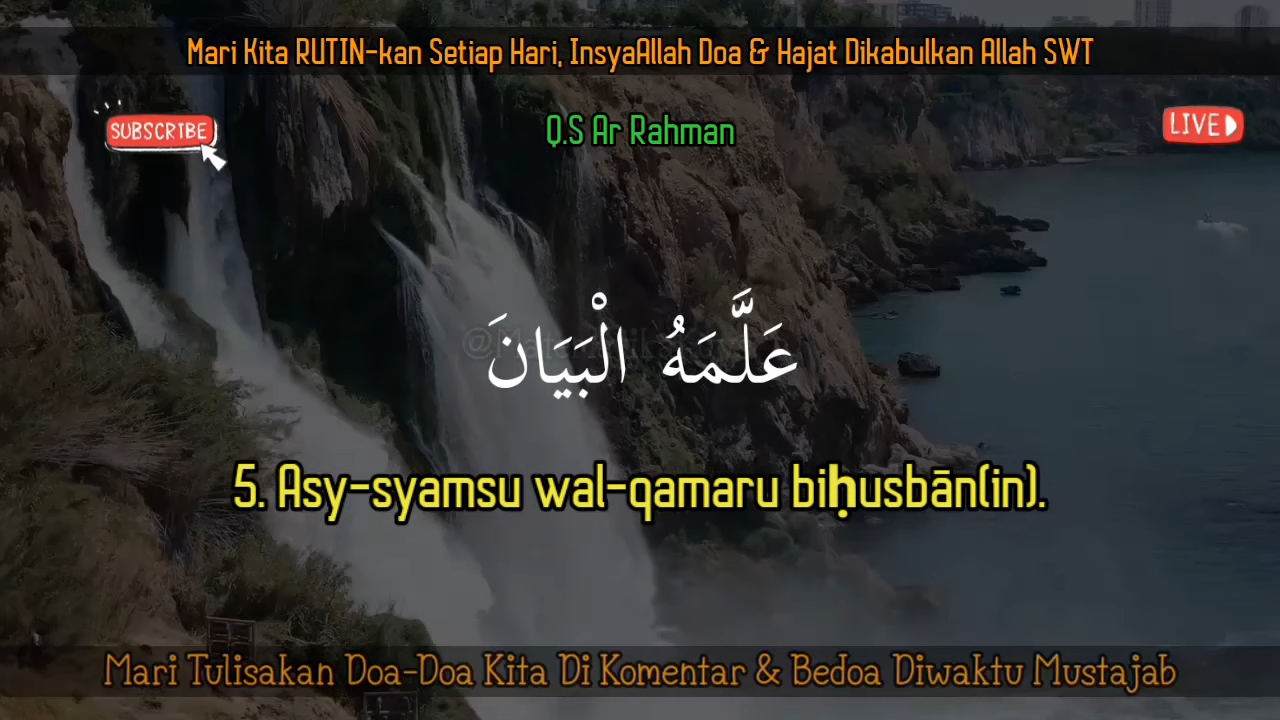 Mari Kita RUTIN-kan Setiap Hari, InsyaAllah Doa & Hajat Dikabulkan Allah SWT
SUBSCRIBE
Q.S Ar Rahman
LIVE
عَلَّمَهُ الْبَيَانَ
5. Asy-syamsu wal-qamaru biḥusbān(in).
Mari Tulisakan Doa-Doa Kita Di Komentar & Bedoa Diwaktu Mustajab